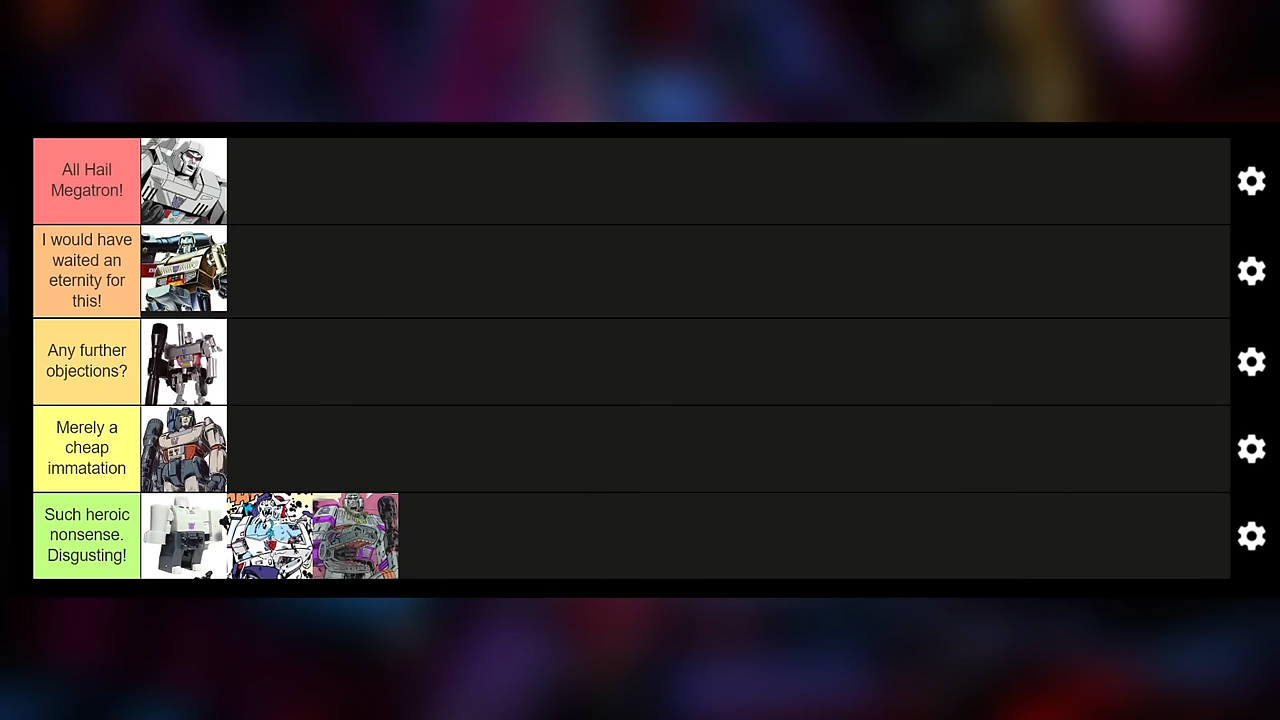 All Hail
Megatron!
I would have
waited an
eternity for
this!
Any further
objections?
Merely a
cheap
immatation
Such heroic
nonsense.
Disgusting!